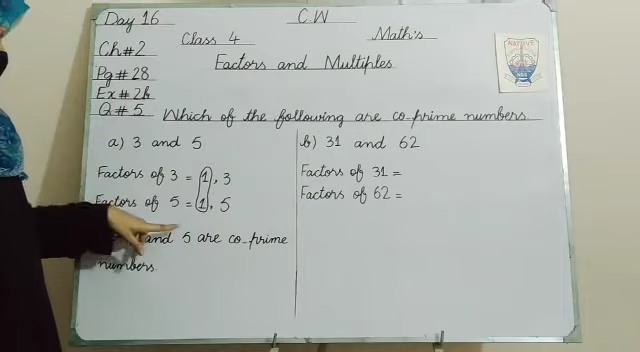 Day 16
C.W
Class 4
Maths
Ch#2
Factors and Multiples
Pg # 28
Ex # 2b
Q # 5 Which of the following are co-prime numbers
a) 3 and 5
Factors of 3 = 1, 3
Factors of 5 = 1, 5
and 5 are co-prime
numbers.
b) 31 and 62
Factors of 31 =
Factors of 62 =